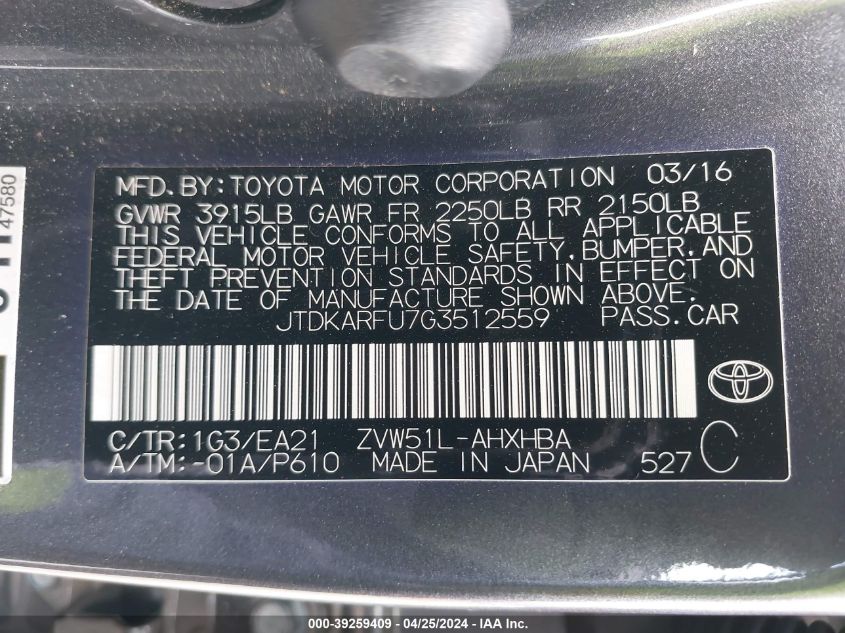 MFD.BY:TOYOTA MOTOR CORPORATION 03/16
GVWR 3915LB GAWR FR 2250LB RR 2150LB
THIS VEHICLE CONFORMS TO ALL APPLICABLE
FEDERAL MOTOR VEHICLE SAFETY,BUMPER,AND
THEFT PREVENTION STANDARDS IN EFFECT ON
THE DATE OF MANUFACTURE SHOWN ABOVE.
JTDKARFU7G3512559 PASS.CAR
C/TR:1G3/EA21 ZVW51L-AHXHBA
A/TM:-01A/P610 MADE IN JAPAN 527 C
47580
000-39259409 - 04/25/2024 - IAA Inc.